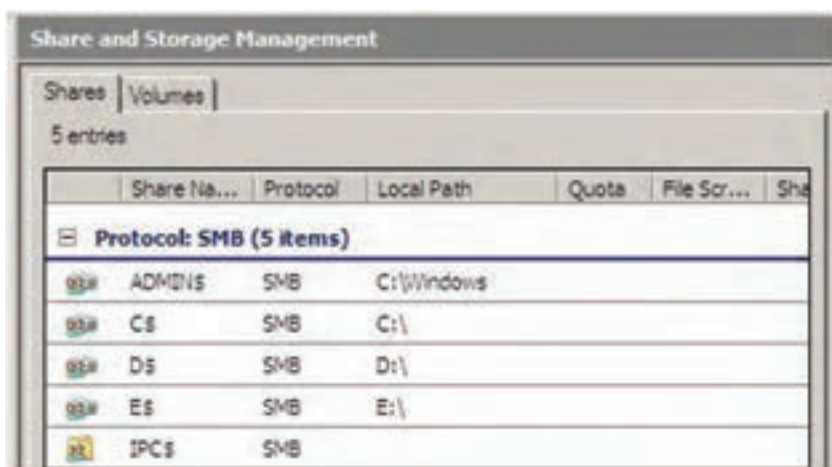 Share and Storage Management
Shares Volumes
5 entries
Share Na... Protocol Local Path Quota File Scr... Sha
Protocol: SMB (5 items)
ADMIN$ SMB C:\Windows
C$ SMB C:\
D$ SMB D:\
E$ SMB E:\
IPC$ SMB